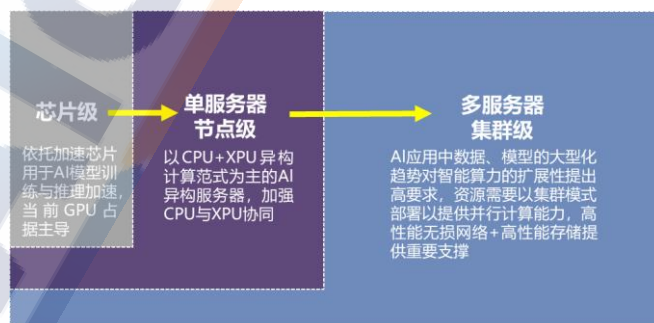 芯片级
依托加速芯片
用于AI模型训
练与推理加速，
当前 GPU 占
据主导
单服务器
节点级
以CPU+XPU异构
计算范式为主的AI
异构服务器，加强
CPU与XPU协同
多服务器
集群级
AI应用中数据、模型的大型化
趋势对智能算力的扩展性提出
高要求，资源需要以集群模式
部署以提供并行计算能力，高
性能无损网络+高性能存储提
供重要支撑